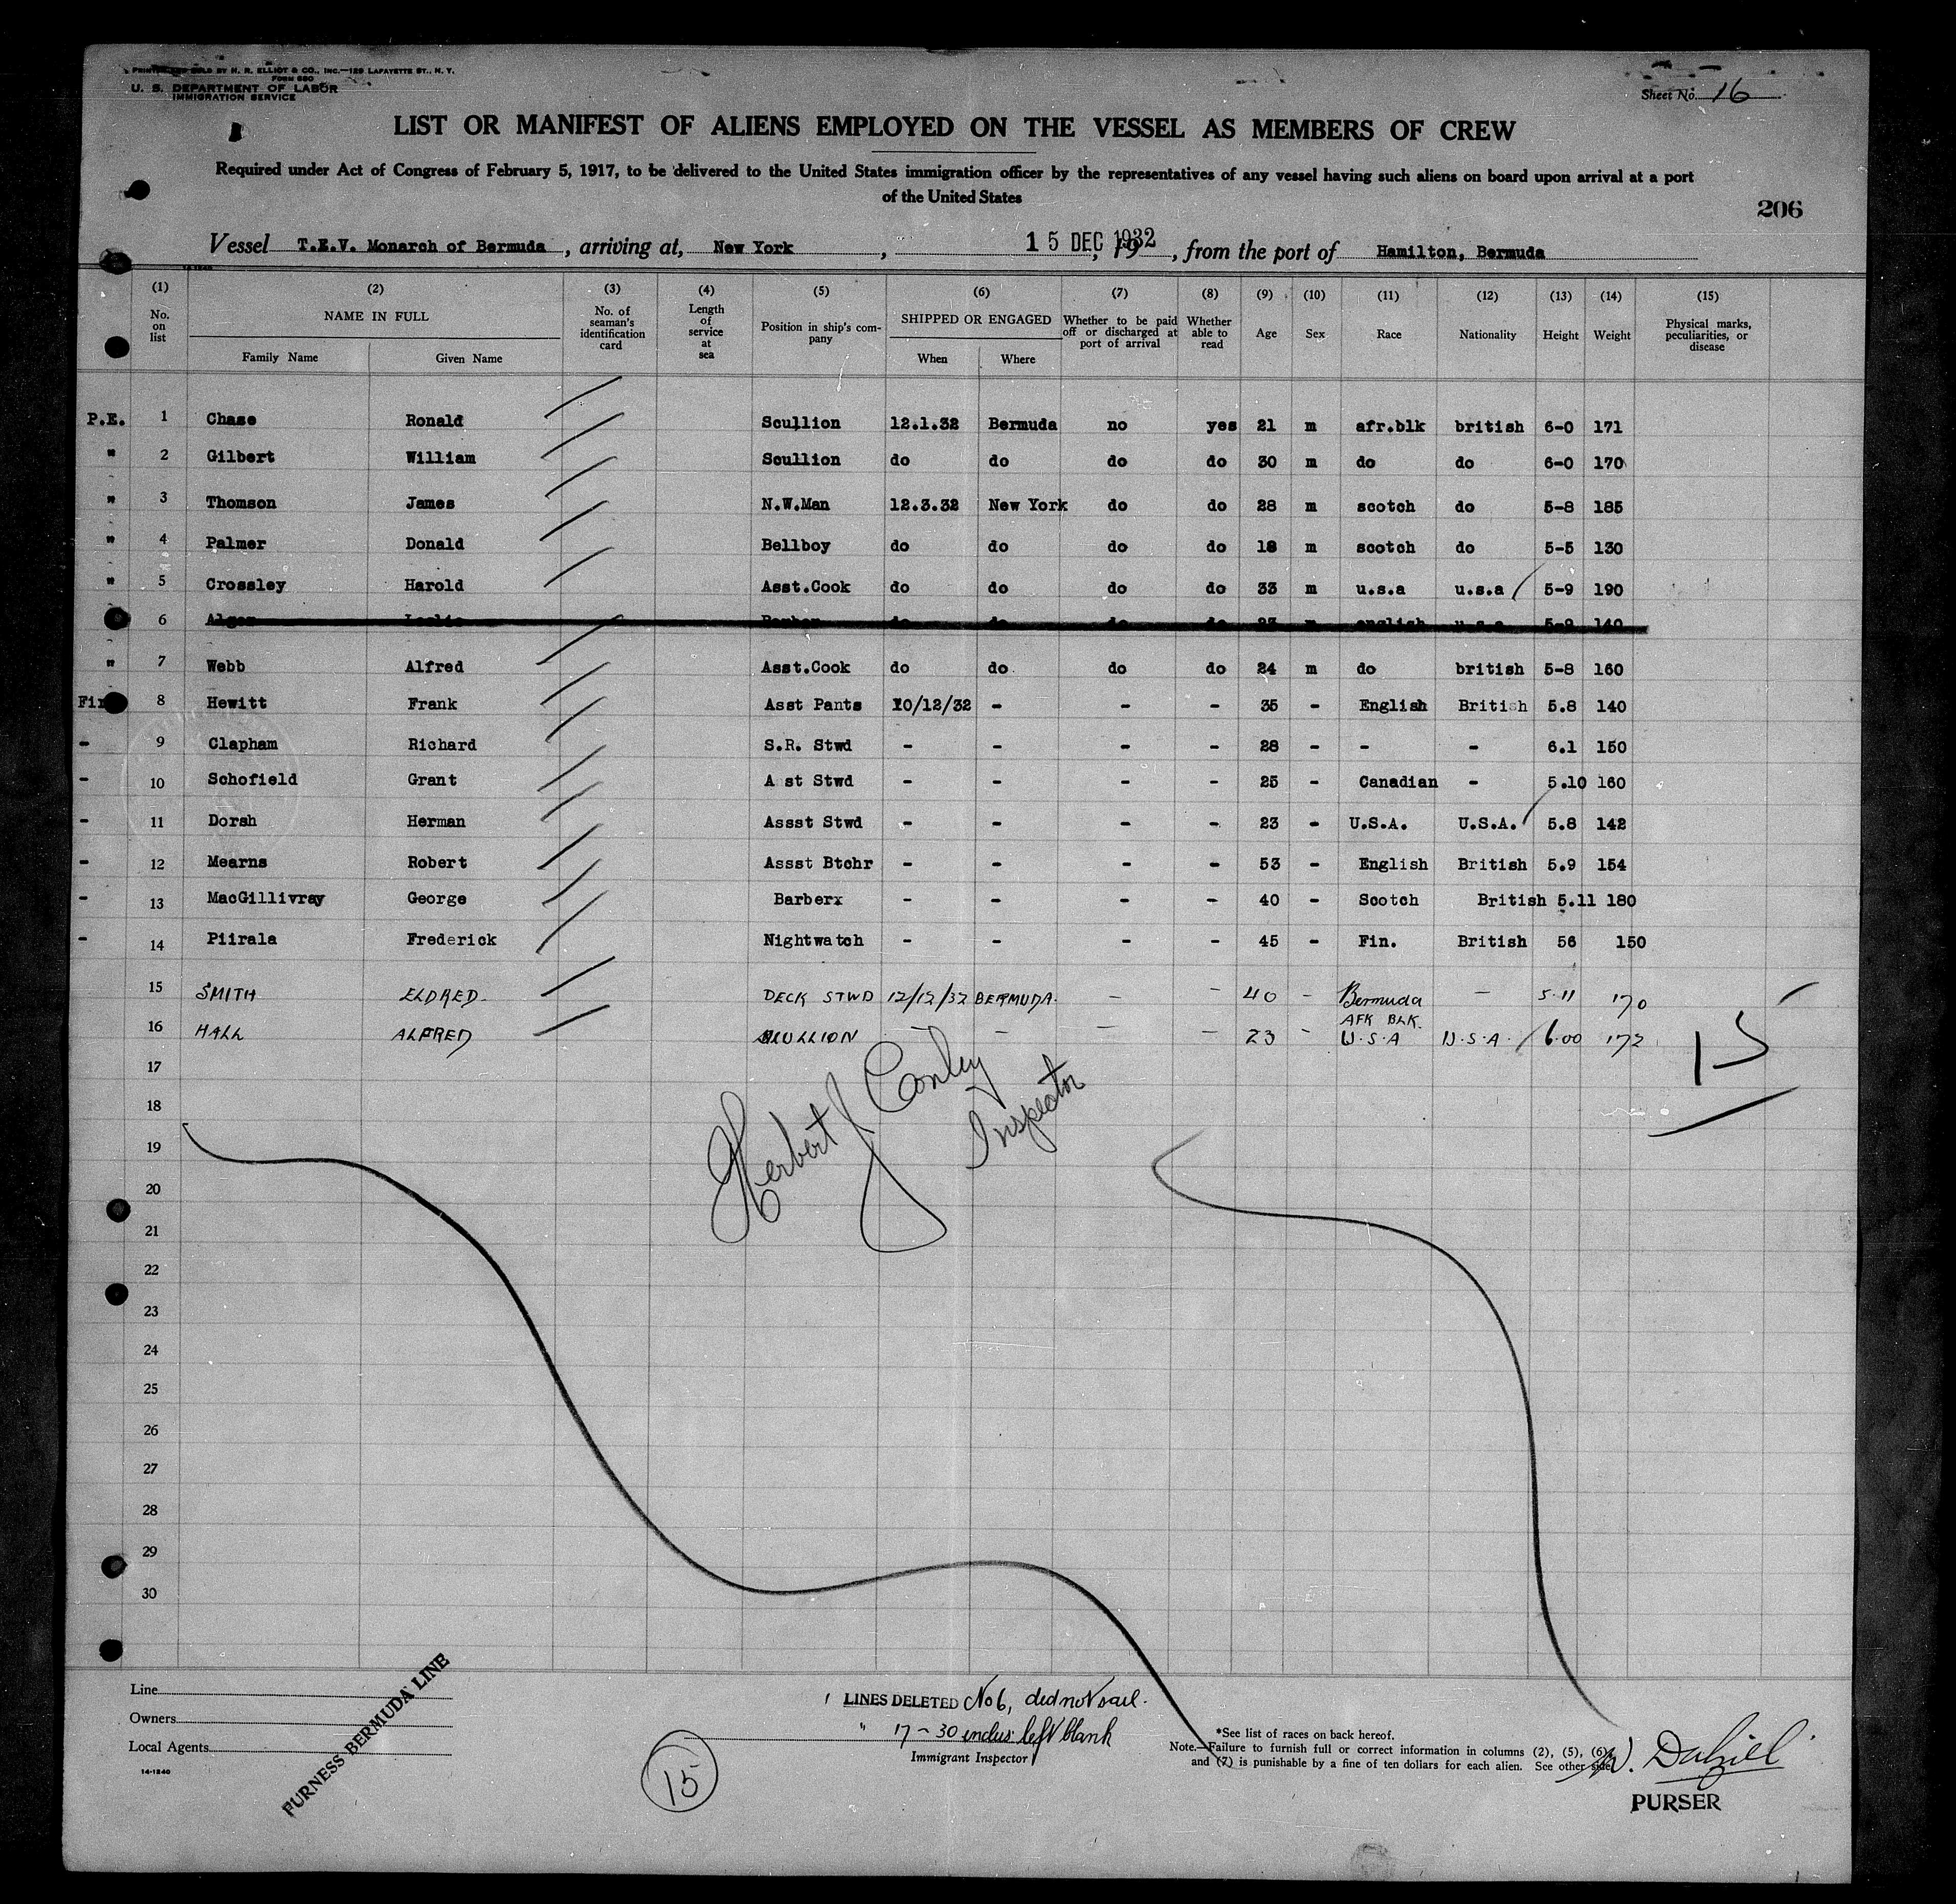 PRINTED AND SOLD BY H. R. ELLIOT & CO., INC.—129 LAFAYETTE ST., N. Y.
FORM 680
U. S. DEPARTMENT OF LABOR
IMMIGRATION SERVICE
Sheet No. 16
LIST OR MANIFEST OF ALIENS EMPLOYED ON THE VESSEL AS MEMBERS OF CREW
Required under Act of Congress of February 5, 1917, to be delivered to the United States immigration officer by the representatives of any vessel having such aliens on board upon arrival at a port
of the United States
206
Vessel T.E.V. Monarch of Bermuda, arriving at, New York, 15 DEC 1932, 19, from the port of Hamilton, Bermuda
14-1240
(1) (2) (3) (4) (5) (6) (7) (8) (9) (10) (11) (12) (13) (14) (15)
No. on list NAME IN FULL Family Name Given Name No. of seaman's identification card Length of service at sea Position in ship's company SHIPPED OR ENGAGED When Where Whether to be paid off or discharged at port of arrival Whether able to read Age Sex Race Nationality Height Weight Physical marks, peculiarities, or disease
P.E. 1 Chase Ronald Scullion 12.1.32 Bermuda no yes 21 m afr.blk british 6-0 171
" 2 Gilbert William Scullion do do do do 30 m do do 6-0 170
" 3 Thomson James N.W.Man 12.3.32 New York do do 28 m scotch do 5-8 185
" 4 Palmer Donald Bellboy do do do do 18 m scotch do 5-5 130
" 5 Crossley Harold Asst.Cook do do do do 33 m u.s.a u.s.a 5-9 190
6 Alger Leslie Barber do do do do m english u.s.a 140
" 7 Webb Alfred Asst.Cook do do do do 24 m do british 5-8 160
8 Hewitt Frank Asst Pants 10/12/32 - - - 35 - English British 5.8 140
- 9 Clapham Richard S.R. Stwd - - - - 28 - - - 6.1 150
- 10 Schofield Grant A st Stwd - - - - 25 - Canadian - 5.10 160
- 11 Dorsh Herman Assst Stwd - - - - 23 - U.S.A. U.S.A. 5.8 142
- 12 Mearns Robert Assst Btchr - - - - 53 - English British 5.9 154
- 13 MacGillivray George Barberx - - - - 40 - Scotch British 5.11 180
- 14 Piirala Frederick Nightwatch - - - - 45 - Fin. British 56 150
15 SMITH ELDRED DECK STWD 12/12/32 BERMUDA. - - 40 - Bermuda - 5.11 170
AFK BLK.
16 HALL ALFRED SCULLION - - - - 23 - U.S.A U.S.A. 6.00 172
17
18
19
20
21
22
23
24
25
26
27
28
29
30
15
Herbert J Conley
Inspector
Line
Owners
Local Agents
14-1240
FURNESS BERMUDA LINE
15
1 LINES DELETED No 6, did not sail.
" 17-30 inclus. left blank
Immigrant Inspector
*See list of races on back hereof.
Note.—Failure to furnish full or correct information in columns (2), (5), (6)
and (7) is punishable by a fine of ten dollars for each alien. See other side.
W. Dalziel
PURSER